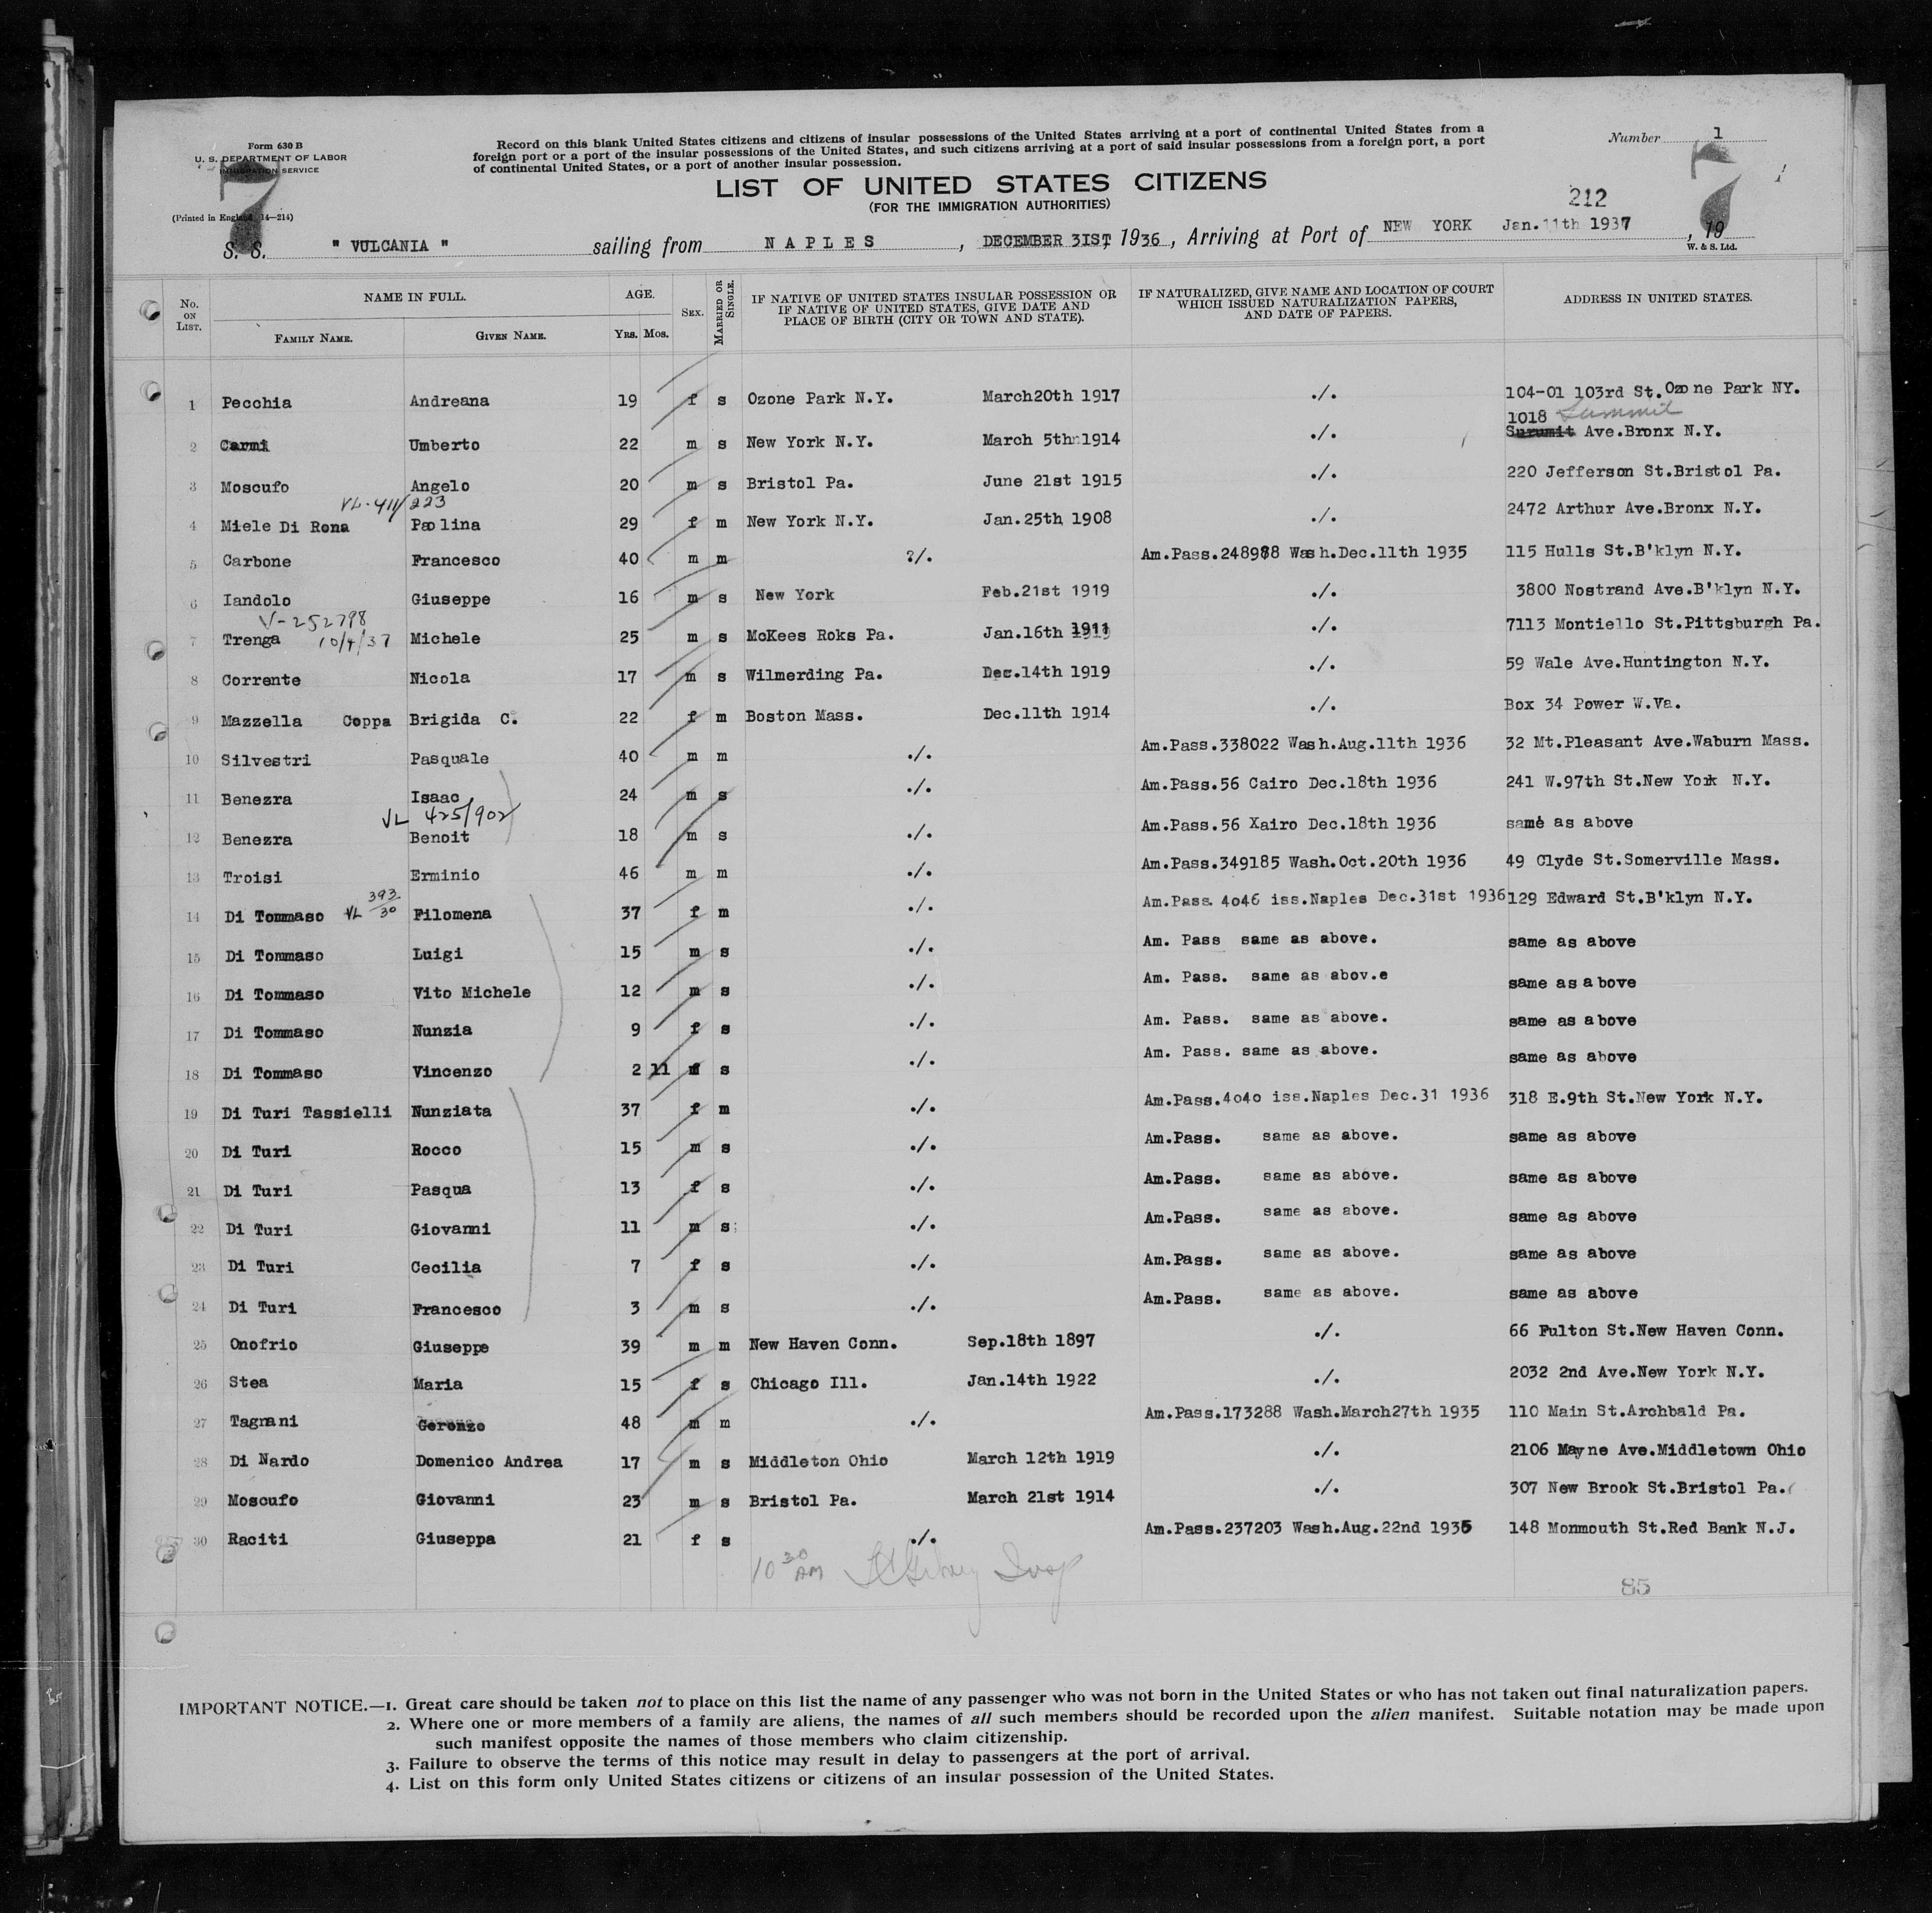 Form 630 B
U. S. DEPARTMENT OF LABOR
IMMIGRATION SERVICE
(Printed in England 14—214)
7
Record on this blank United States citizens and citizens of insular possessions of the United States arriving at a port of continental United States from a
foreign port or a port of the insular possessions of the United States, and such citizens arriving at a port of said insular possessions from a foreign port, a port
of continental United States, or a port of another insular possession.
Number 1
7
LIST OF UNITED STATES CITIZENS
(FOR THE IMMIGRATION AUTHORITIES)
212
S. S. " VULCANIA " sailing from NAPLES, DECEMBER 31ST, 1936, Arriving at Port of NEW YORK Jan.11th 1937, 19
W. & S. Ltd.
No. ON LIST. NAME IN FULL. AGE. SEX. MARRIED OR SINGLE. IF NATIVE OF UNITED STATES INSULAR POSSESSION OR IF NATIVE OF UNITED STATES, GIVE DATE AND PLACE OF BIRTH (CITY OR TOWN AND STATE). IF NATURALIZED, GIVE NAME AND LOCATION OF COURT WHICH ISSUED NATURALIZATION PAPERS, AND DATE OF PAPERS. ADDRESS IN UNITED STATES.
FAMILY NAME. GIVEN NAME. YRS. MOS.
1 Pecchia Andreana 19 f s Ozone Park N.Y. March20th 1917 ./. 104-01 103rd St.Ozone Park NY.
1018 Summit
2 Carmi Umberto 22 m s New York N.Y. March 5th 1914 ./. Surumit Ave.Bronx N.Y.
3 Moscufo Angelo 20 m s Bristol Pa. June 21st 1915 ./. 220 Jefferson St.Bristol Pa.
VL-411/223
4 Miele Di Rona Paolina 29 f m New York N.Y. Jan.25th 1908 ./. 2472 Arthur Ave.Bronx N.Y.
5 Carbone Francesco 40 m m ?/. Am.Pass.248988 Wash.Dec.11th 1935 115 Hulls St.B'klyn N.Y.
6 Iandolo Giuseppe 16 m s New York Feb.21st 1919 ./. 3800 Nostrand Ave.B'klyn N.Y.
V-252798
7 Trenga 10/4/37 Michele 25 m s McKees Roks Pa. Jan.16th 1911 ./. 7113 Montiello St.Pittsburgh Pa.
8 Corrente Nicola 17 m s Wilmerding Pa. Dec.14th 1919 ./. 59 Wale Ave.Huntington N.Y.
9 Mazzella Coppa Brigida C. 22 f m Boston Mass. Dec.11th 1914 ./. Box 34 Power W.Va.
10 Silvestri Pasquale 40 m m ./. Am.Pass.338022 Wash.Aug.11th 1936 32 Mt.Pleasant Ave.Waburn Mass.
11 Benezra Isaac 24 m s ./. Am.Pass.56 Cairo Dec.18th 1936 241 W.97th St.New York N.Y.
VL 425/902
12 Benezra Benoit 18 m s ./. Am.Pass.56 Xairo Dec.18th 1936 same as above
13 Troisi Erminio 46 m m ./. Am.Pass.349185 Wash.Oct.20th 1936 49 Clyde St.Somerville Mass.
14 Di Tommaso VL 393/30 Filomena 37 f m ./. Am.Pass. 4046 iss.Naples Dec.31st 1936 129 Edward St.B'klyn N.Y.
15 Di Tommaso Luigi 15 m s ./. Am. Pass same as above. same as above
16 Di Tommaso Vito Michele 12 m s ./. Am. Pass. same as abov.e same as above
17 Di Tommaso Nunzia 9 f s ./. Am. Pass. same as above. same as above
18 Di Tommaso Vincenzo 2 11 s ./. Am. Pass. same as above. same as above
19 Di Turi Tassielli Nunziata 37 f m ./. Am.Pass.4040 iss.Naples Dec.31 1936 318 E.9th St.New York N.Y.
20 Di Turi Rocco 15 m s ./. Am.Pass. same as above. same as above
21 Di Turi Pasqua 13 f s ./. Am.Pass. same as above. same as above
22 Di Turi Giovanni 11 m s ./. Am.Pass. same as above. same as above
23 Di Turi Cecilia 7 f s ./. Am.Pass. same as above. same as above
24 Di Turi Francesco 3 m s ./. Am.Pass. same as above. same as above
25 Onofrio Giuseppe 39 m m New Haven Conn. Sep.18th 1897 ./. 66 Fulton St.New Haven Conn.
26 Stea Maria 15 f s Chicago Ill. Jan.14th 1922 ./. 2032 2nd Ave.New York N.Y.
27 Tagnani Geronzo 48 m m ./. Am.Pass.173288 Wash.March27th 1935 110 Main St.Archbald Pa.
28 Di Nardo Domenico Andrea 17 m s Middleton Ohio March 12th 1919 ./. 2106 Mayne Ave.Middletown Ohio
29 Moscufo Giovanni 23 m s Bristol Pa. March 21st 1914 ./. 307 New Brook St.Bristol Pa.
30 Raciti Giuseppa 21 f s ./. Am.Pass.237203 Wash.Aug.22nd 1935 148 Monmouth St.Red Bank N.J.
10 30 AM Insp
85
IMPORTANT NOTICE.—1. Great care should be taken not to place on this list the name of any passenger who was not born in the United States or who has not taken out final naturalization papers.
2. Where one or more members of a family are aliens, the names of all such members should be recorded upon the alien manifest. Suitable notation may be made upon
such manifest opposite the names of those members who claim citizenship.
3. Failure to observe the terms of this notice may result in delay to passengers at the port of arrival.
4. List on this form only United States citizens or citizens of an insular possession of the United States.